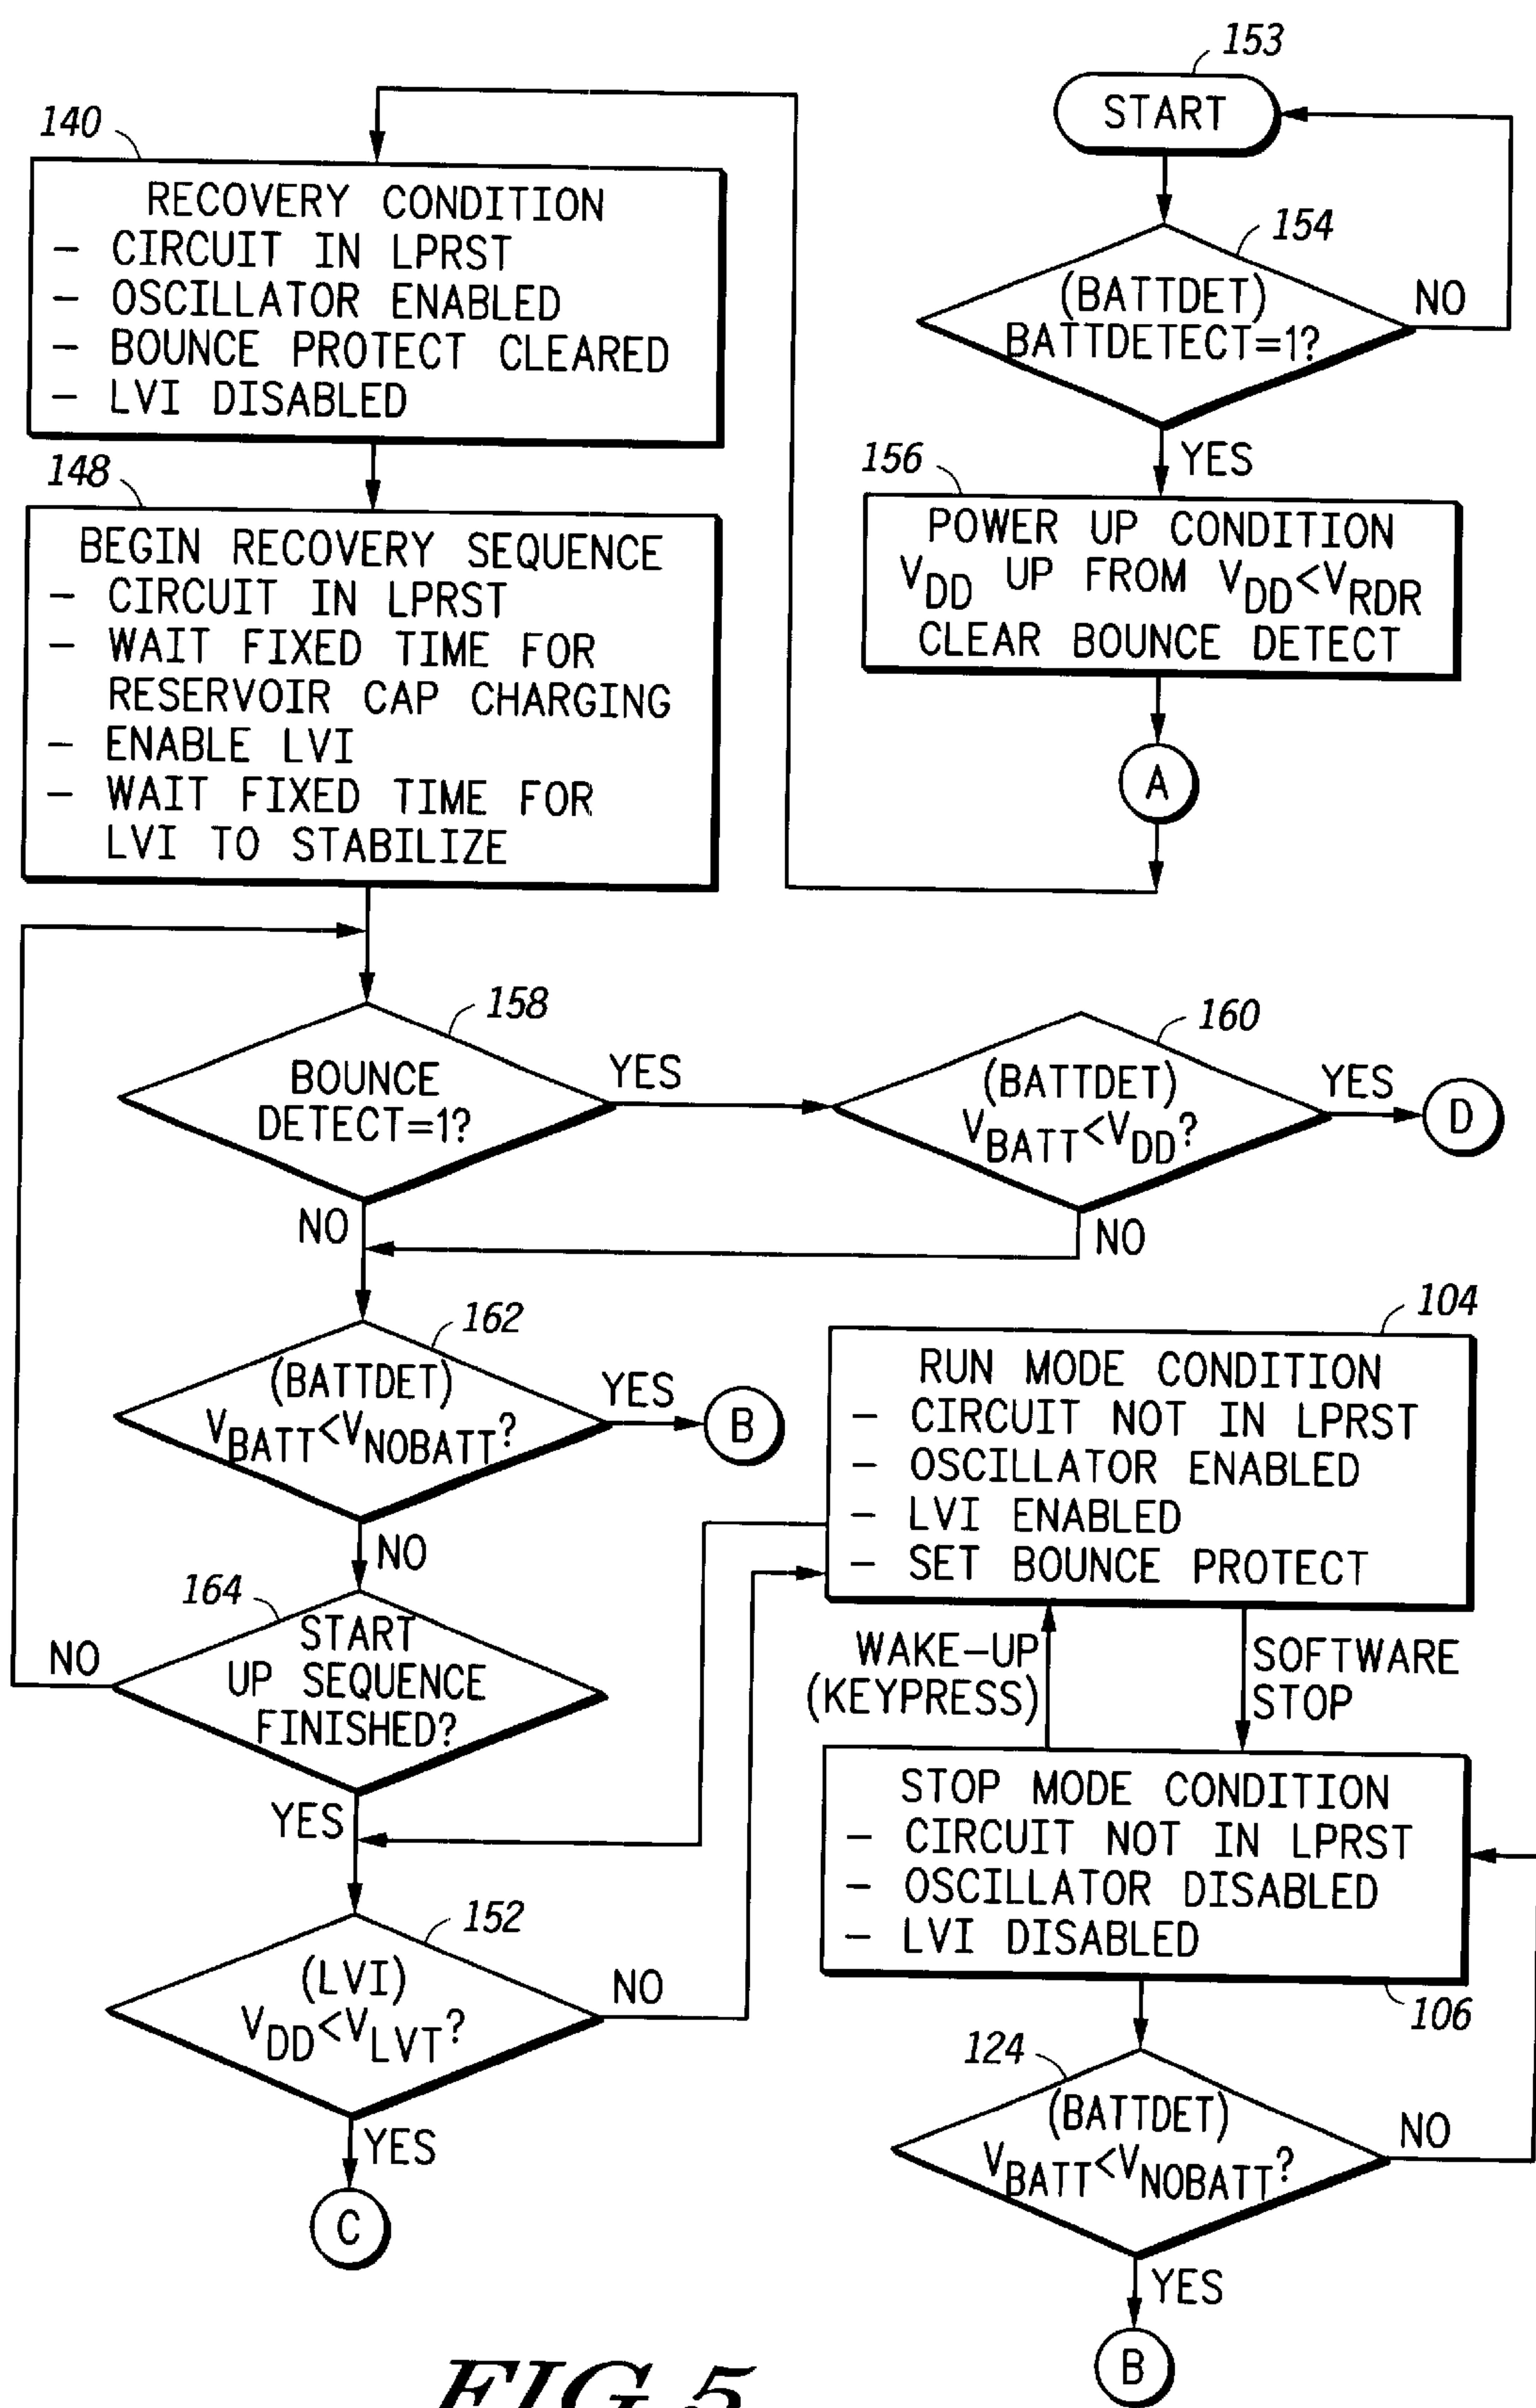 153
START
154
(BATTDET)
BATTDETECT=1?
NO
YES
156
POWER UP CONDITION
VDD UP FROM VDD<VRDR
CLEAR BOUNCE DETECT
A
140
RECOVERY CONDITION
- CIRCUIT IN LPRST
- OSCILLATOR ENABLED
- BOUNCE PROTECT CLEARED
- LVI DISABLED
148
BEGIN RECOVERY SEQUENCE
- CIRCUIT IN LPRST
- WAIT FIXED TIME FOR
RESERVOIR CAP CHARGING
- ENABLE LVI
- WAIT FIXED TIME FOR
LVI TO STABILIZE
158
BOUNCE
DETECT=1?
YES
NO
160
(BATTDET)
VBATT<VDD?
YES
D
NO
162
(BATTDET)
VBATT<VNOBATT?
YES
B
NO
164
START
UP SEQUENCE
FINISHED?
NO
YES
152
(LVI)
VDD<VLVT?
NO
YES
C
104
RUN MODE CONDITION
- CIRCUIT NOT IN LPRST
- OSCILLATOR ENABLED
- LVI ENABLED
- SET BOUNCE PROTECT
WAKE-UP
(KEYPRESS)
SOFTWARE
STOP
STOP MODE CONDITION
- CIRCUIT NOT IN LPRST
- OSCILLATOR DISABLED
- LVI DISABLED
106
124
(BATTDET)
VBATT<VNOBATT?
NO
YES
B
FIG.5